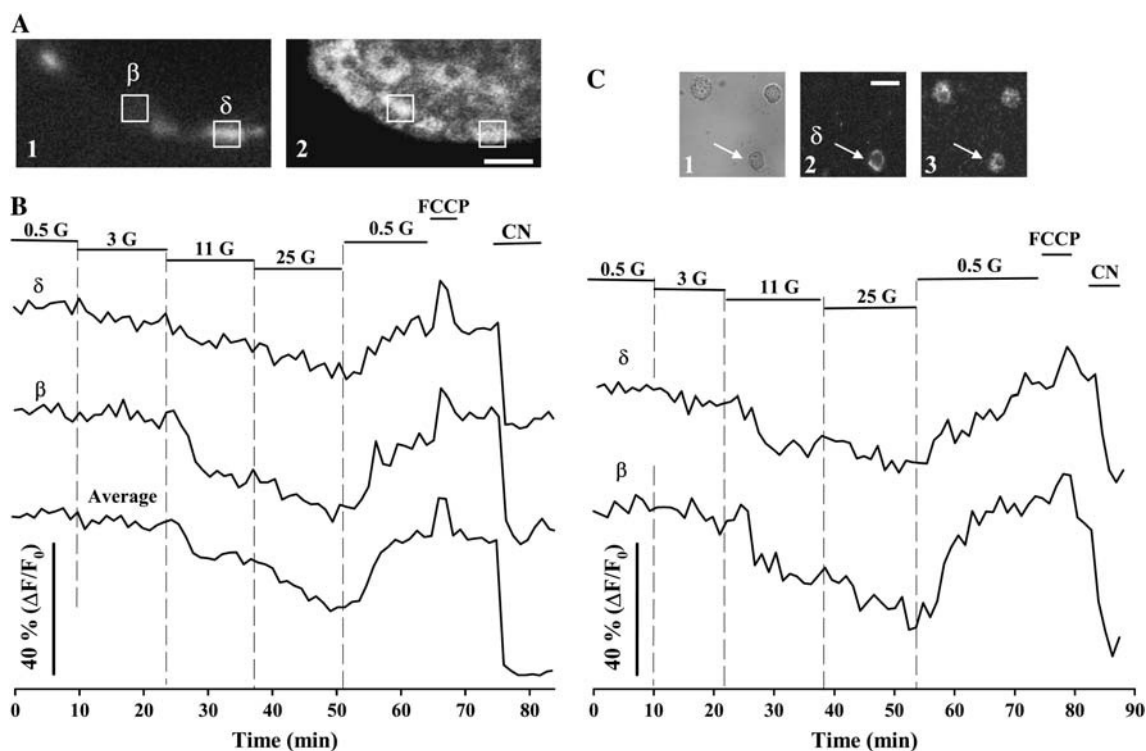 A
β
δ
1
2
C
δ
1
2
3
B
FCCP
0.5 G
3 G
11 G
25 G
0.5 G
CN
δ
β
Average
40 % (ΔF/F0)
0 10 20 30 40 50 60 70 80
Time (min)
FCCP
0.5 G
3 G
11 G
25 G
0.5 G
CN
δ
β
40 % (ΔF/F0)
0 10 20 30 40 50 60 70 80 90
Time (min)